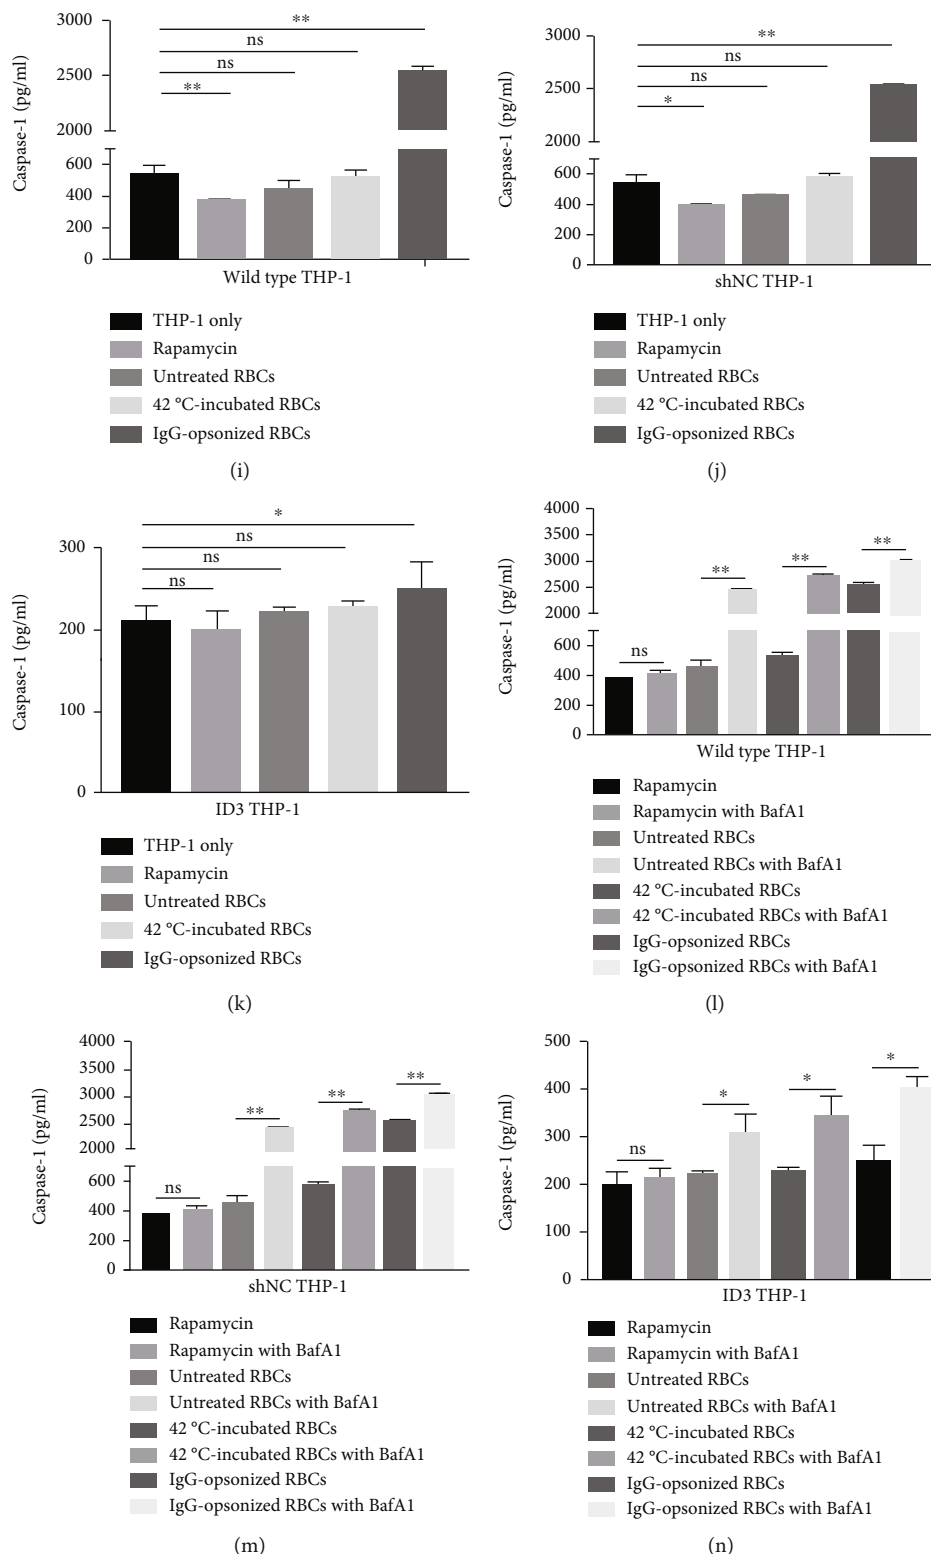 3000
2500
2000
600
400
200
0
Caspase-1 (pg/ml)
**
ns
ns
**
Wild type THP-1
THP-1 only
Rapamycin
Untreated RBCs
42 °C-incubated RBCs
IgG-opsonized RBCs
(i)
3000
2500
2000
600
400
200
0
Caspase-1 (pg/ml)
**
ns
ns
*
shNC THP-1
THP-1 only
Rapamycin
Untreated RBCs
42 °C-incubated RBCs
IgG-opsonized RBCs
(j)
300
200
100
0
Caspase-1 (pg/ml)
*
ns
ns
ns
ID3 THP-1
THP-1 only
Rapamycin
Untreated RBCs
42 °C-incubated RBCs
IgG-opsonized RBCs
(k)
4000
3000
2500
2000
600
400
200
0
Caspase-1 (pg/ml)
ns
**
**
**
Wild type THP-1
Rapamycin
Rapamycin with BafA1
Untreated RBCs
Untreated RBCs with BafA1
42 °C-incubated RBCs
42 °C-incubated RBCs with BafA1
IgG-opsonized RBCs
IgG-opsonized RBCs with BafA1
(l)
4000
3500
3000
2500
2000
600
400
200
0
Caspase-1 (pg/ml)
ns
**
**
**
shNC THP-1
Rapamycin
Rapamycin with BafA1
Untreated RBCs
Untreated RBCs with BafA1
42 °C-incubated RBCs
42 °C-incubated RBCs with BafA1
IgG-opsonized RBCs
IgG-opsonized RBCs with BafA1
(m)
500
400
300
200
100
0
Caspase-1 (pg/ml)
ns
*
*
*
ID3 THP-1
Rapamycin
Rapamycin with BafA1
Untreated RBCs
Untreated RBCs with BafA1
42 °C-incubated RBCs
42 °C-incubated RBCs with BafA1
IgG-opsonized RBCs
IgG-opsonized RBCs with BafA1
(n)